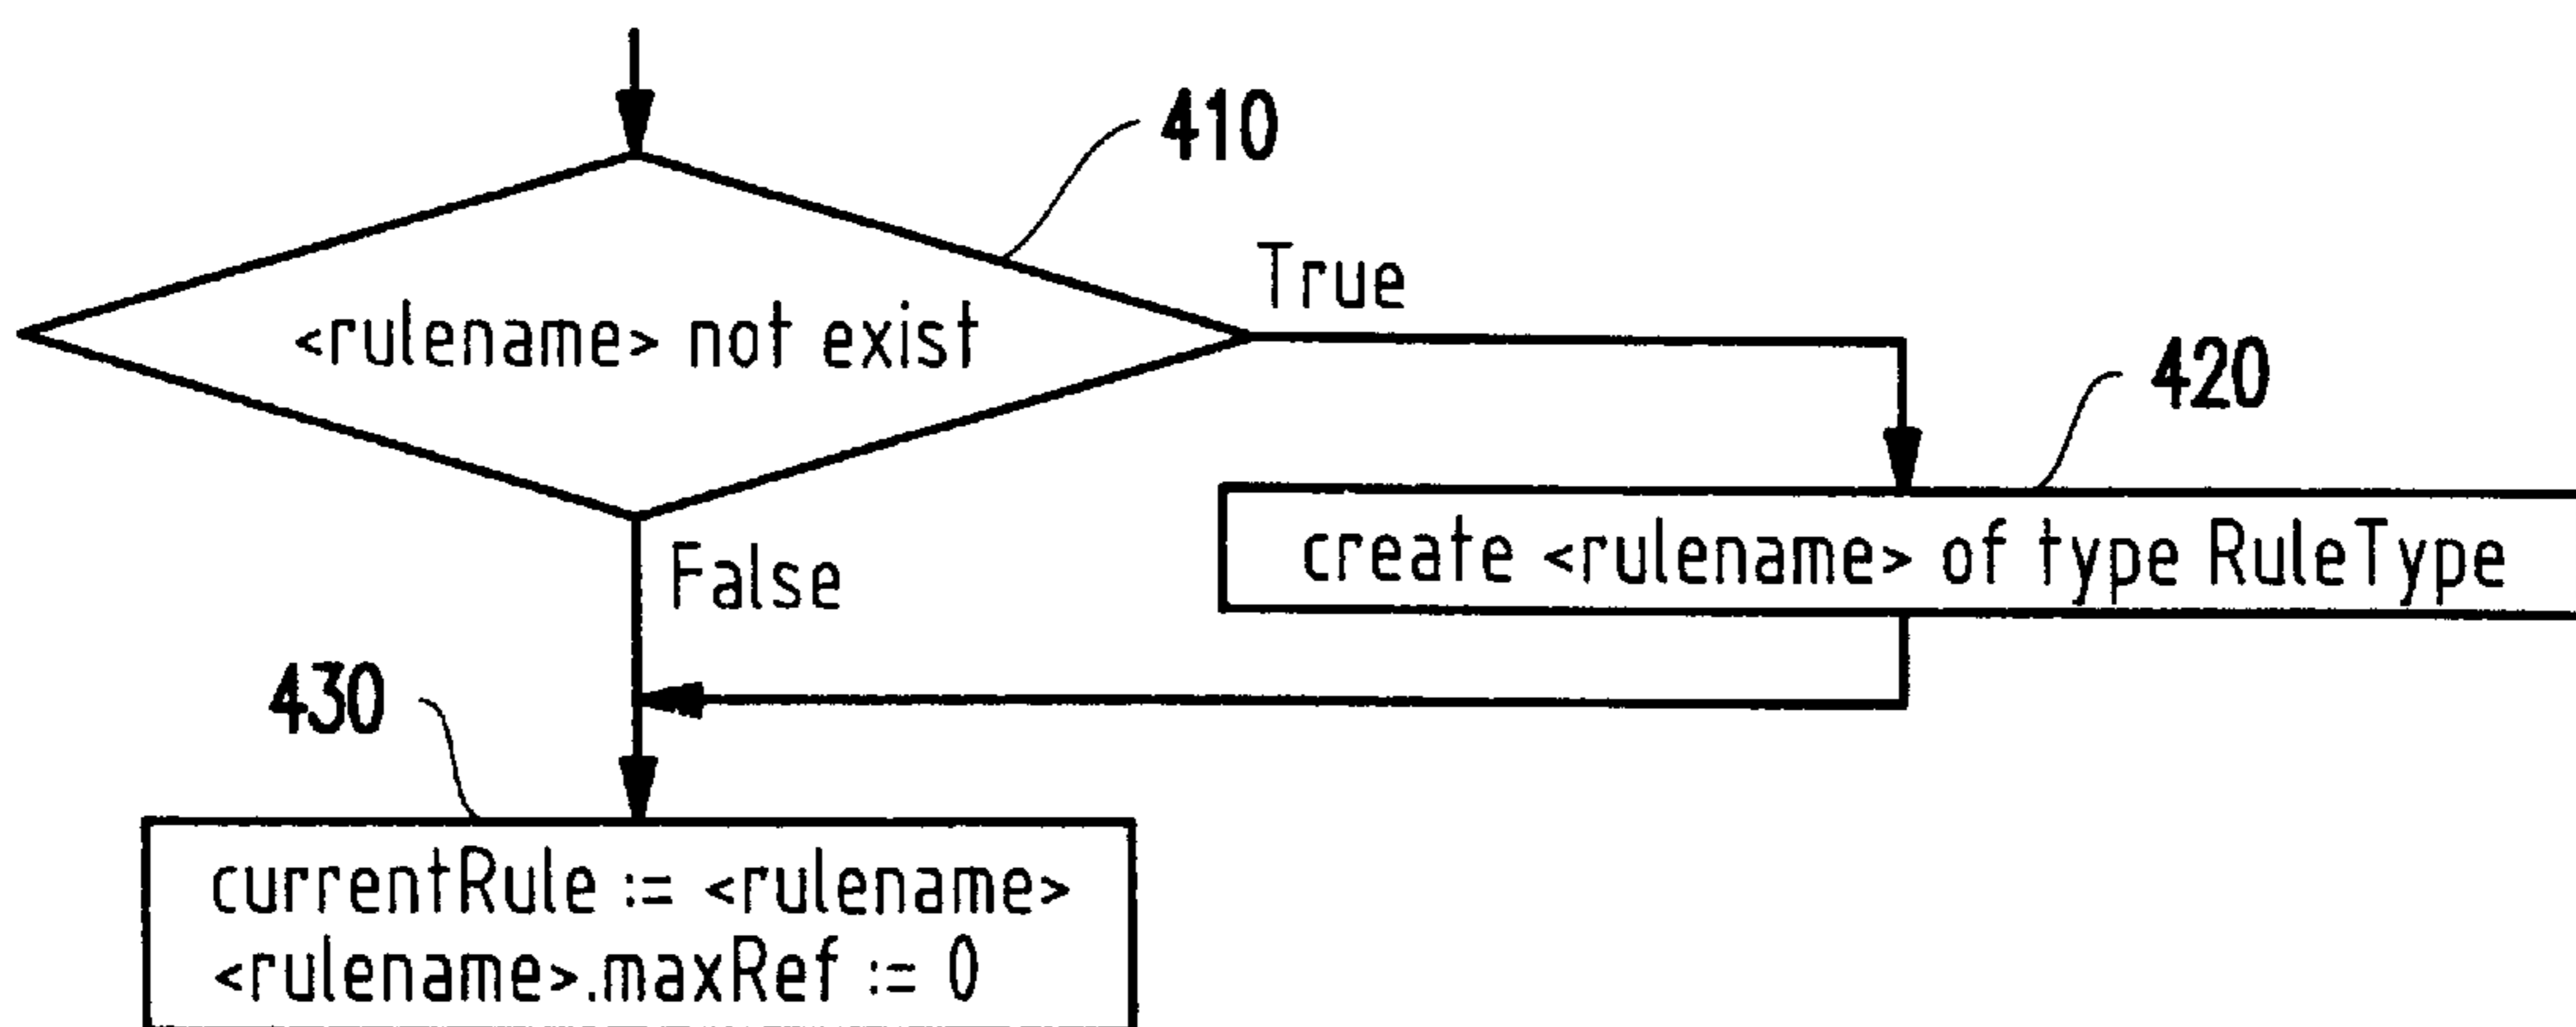 410
True
<rulename> not exist
420
create <rulename> of type RuleType
False
430
currentRule := <rulename>
<rulename>.maxRef := 0